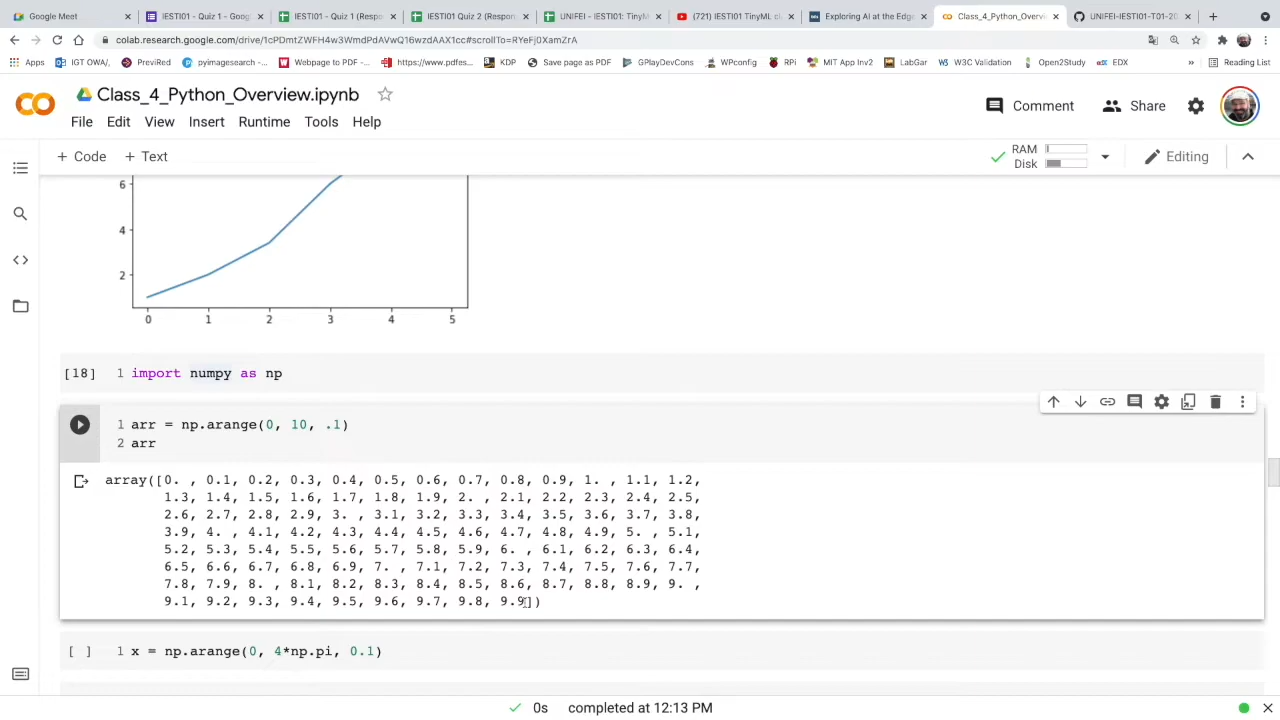 Google Meet
IESTI01 - Quiz 1 - Goog
IESTI01 - Quiz 1 (Respon
IESTI01 Quiz 2 (Respon
UNIFEI - IESTI01: TinyM
(721) IESTI01 TinyML cl
Exploring AI at the Edge
Class_4_Python_Overvi
UNIFEI-IESTI01-T01-20
colab.research.google.com/drive/1cPDmtZWFH4w3WmdPdAVwQ16wzdAAX1cc#scrollTo=RYeFj0XamZrA
Apps
IGT OWA/,
PreviRed
pyimagesearch -...
Webpage to PDF -...
https://www.pdfes...
KDP
Save page as PDF
GPlayDevCons
WPconfig
RPi
MIT App Inv2
LabGar
W3C Validation
Open2Study
EDX
»
Reading List
Class_4_Python_Overview.ipynb
Comment
Share
File Edit View Insert Runtime Tools Help
+ Code + Text
RAM
Disk
Editing
6
4
2
0 1 2 3 4 5
[18] 1 import numpy as np
1 arr = np.arange(0, 10, .1)
2 arr
array([0. , 0.1, 0.2, 0.3, 0.4, 0.5, 0.6, 0.7, 0.8, 0.9, 1. , 1.1, 1.2,
1.3, 1.4, 1.5, 1.6, 1.7, 1.8, 1.9, 2. , 2.1, 2.2, 2.3, 2.4, 2.5,
2.6, 2.7, 2.8, 2.9, 3. , 3.1, 3.2, 3.3, 3.4, 3.5, 3.6, 3.7, 3.8,
3.9, 4. , 4.1, 4.2, 4.3, 4.4, 4.5, 4.6, 4.7, 4.8, 4.9, 5. , 5.1,
5.2, 5.3, 5.4, 5.5, 5.6, 5.7, 5.8, 5.9, 6. , 6.1, 6.2, 6.3, 6.4,
6.5, 6.6, 6.7, 6.8, 6.9, 7. , 7.1, 7.2, 7.3, 7.4, 7.5, 7.6, 7.7,
7.8, 7.9, 8. , 8.1, 8.2, 8.3, 8.4, 8.5, 8.6, 8.7, 8.8, 8.9, 9. ,
9.1, 9.2, 9.3, 9.4, 9.5, 9.6, 9.7, 9.8, 9.9])
[ ] 1 x = np.arange(0, 4*np.pi, 0.1)
0s completed at 12:13 PM